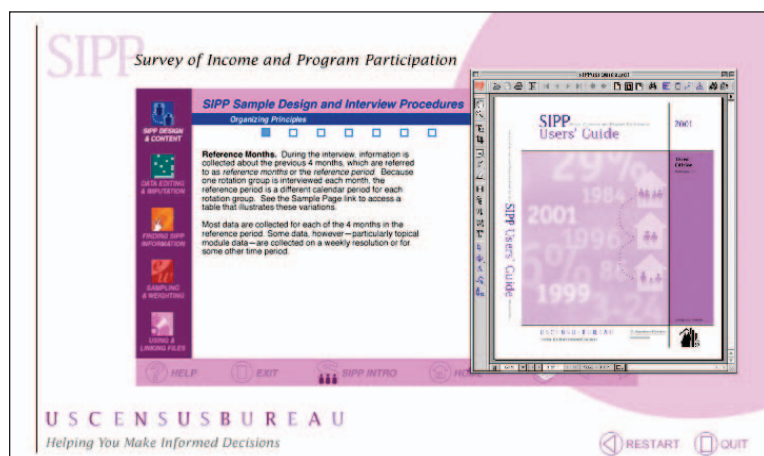 SIPP
Survey of Income and Program Participation
SIPP Sample Design and Interview Procedures
Organizing Principles
SIPP DESIGN
& CONTENT
DATA EDITING
& IMPUTATION
FINDING SIPP
INFORMATION
SAMPLING
& WEIGHTING
USING &
LINKING FILES
Reference Months. During the interview, information is
collected about the previous 4 months, which are referred
to as reference months or the reference period. Because
one rotation group is interviewed each month, the
reference period is a different calendar period for each
rotation group. See the Sample Page link to access a
table that illustrates these variations.
Most data are collected for each of the 4 months in the
reference period. Some data, however—particularly topical
module data—are collected on a weekly resolution or for
some other time period.
HELP
EXIT
SIPP INTRO
SIPP
Users' Guide
2001
SIPP Users' Guide
29%
1984
2001
1996
1999
3-24
USCENSUSBUREAU
USCENSUSBUREAU
Helping You Make Informed Decisions
RESTART
QUIT